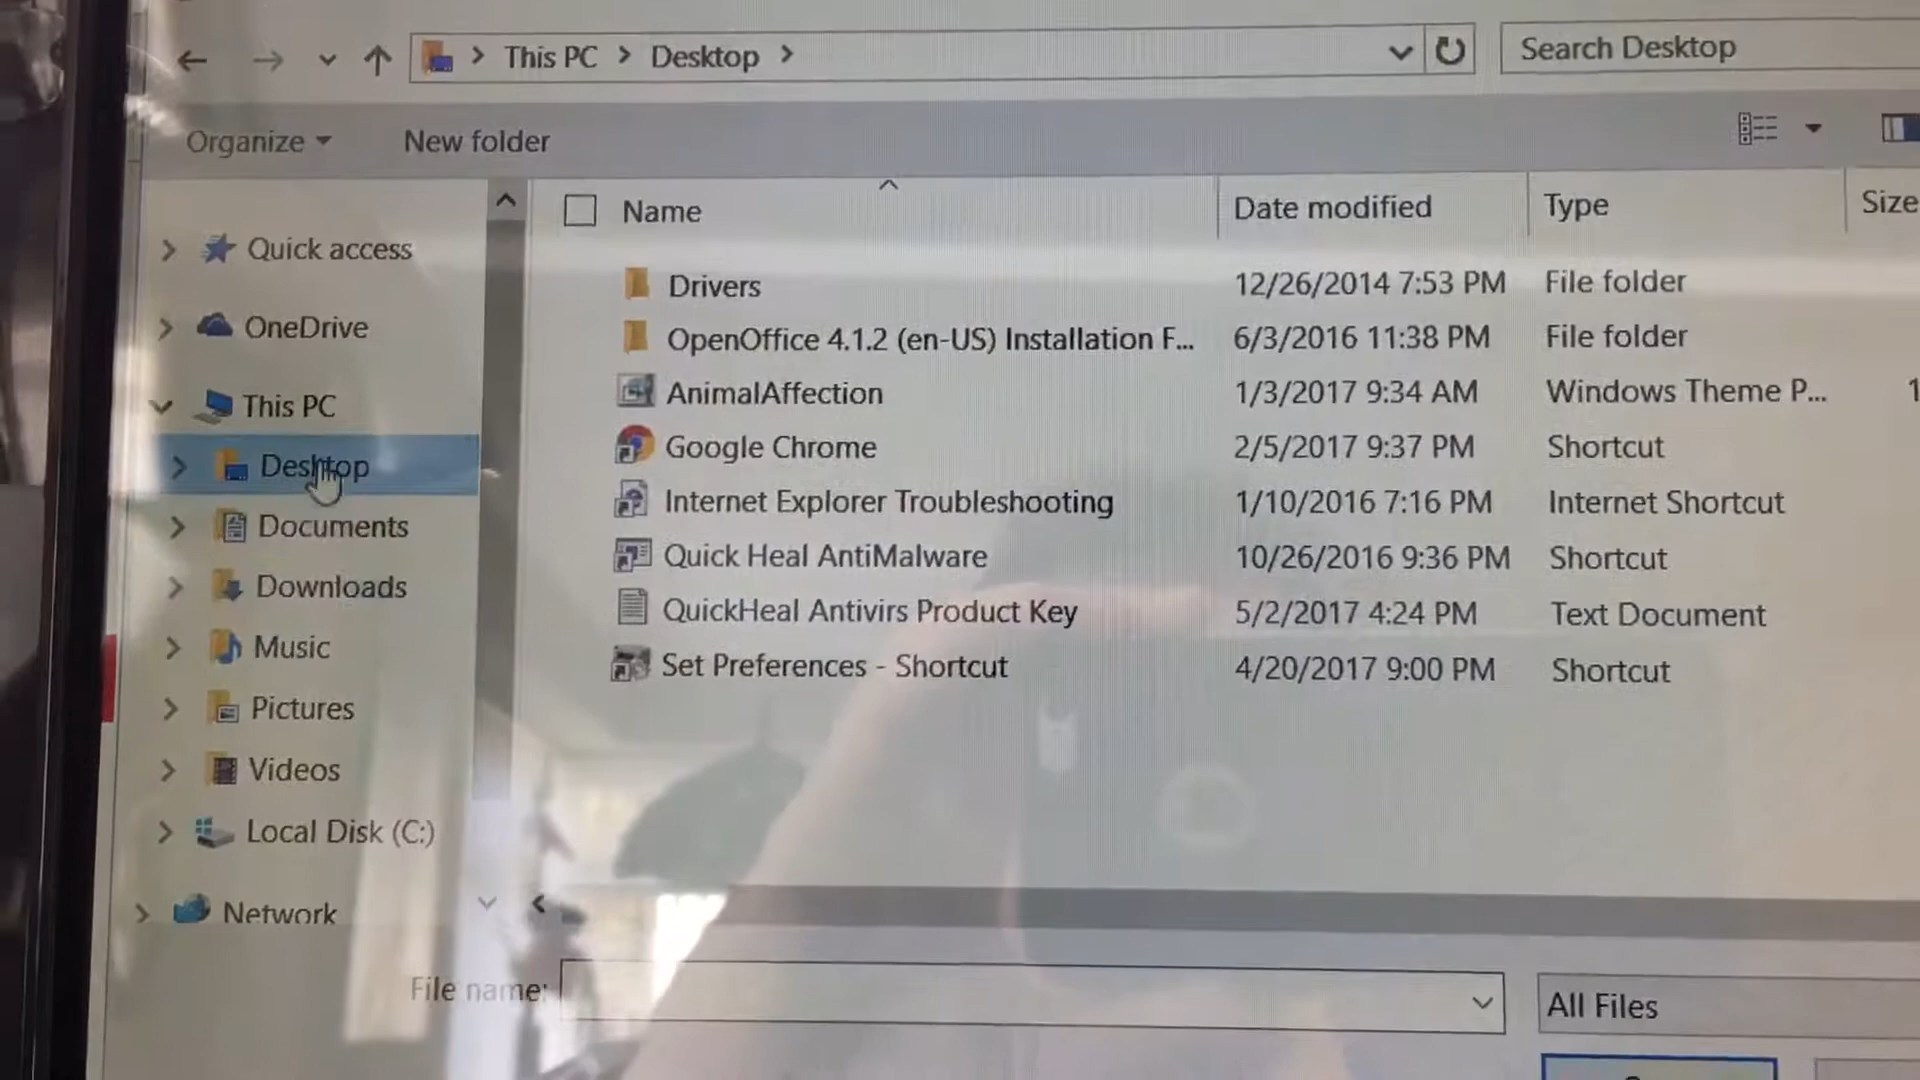 This PC > Desktop >
Search Desktop
Organize
New folder
Name
Date modified
Type
Size
Quick access
OneDrive
This PC
Desktop
Documents
Downloads
Music
Pictures
Videos
Local Disk (C:)
Network
Drivers 12/26/2014 7:53 PM File folder
OpenOffice 4.1.2 (en-US) Installation F... 6/3/2016 11:38 PM File folder
AnimalAffection 1/3/2017 9:34 AM Windows Theme P... 1
Google Chrome 2/5/2017 9:37 PM Shortcut
Internet Explorer Troubleshooting 1/10/2016 7:16 PM Internet Shortcut
Quick Heal AntiMalware 10/26/2016 9:36 PM Shortcut
QuickHeal Antivirs Product Key 5/2/2017 4:24 PM Text Document
Set Preferences - Shortcut 4/20/2017 9:00 PM Shortcut
File name:
All Files